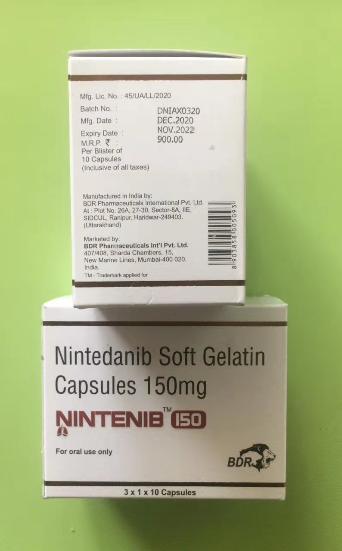 Mfg. Lic. No. : 45/UA/LL/2020
Batch No. : DNIAX0320
Mfg. Date : DEC.2020
Expiry Date : NOV.2022
M.R.P. ₹ : 900.00
Per Blister of
10 Capsules
(Inclusive of all taxes)
Manufactured in India by:
BDR Pharmaceuticals International Pvt. Ltd.
At : Plot No. 26A, 27-30, Sector-8A, IIE,
SIDCUL, Ranipur, Haridwar-249403.
(Uttarakhand)
Marketed by:
BDR Pharmaceuticals Int'l Pvt. Ltd.
407/408, Sharda Chambers, 15,
New Marine Lines, Mumbai-400 020.
India.
TM - Trademark applied for
Nintedanib Soft Gelatin
Capsules 150mg
NINTENIB™ 150
For oral use only
BDR
3 x 1 x 10 Capsules